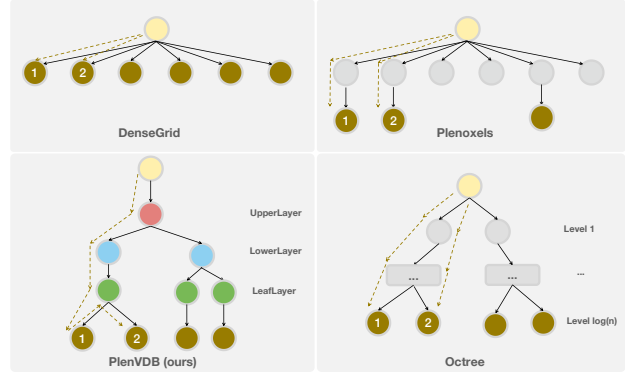 1 2
DenseGrid
1 2
Plenoxels
UpperLayer
LowerLayer
LeafLayer
1 2
PlenVDB (ours)
Level 1
... ... ...
1 2
Level log(n)
Octree